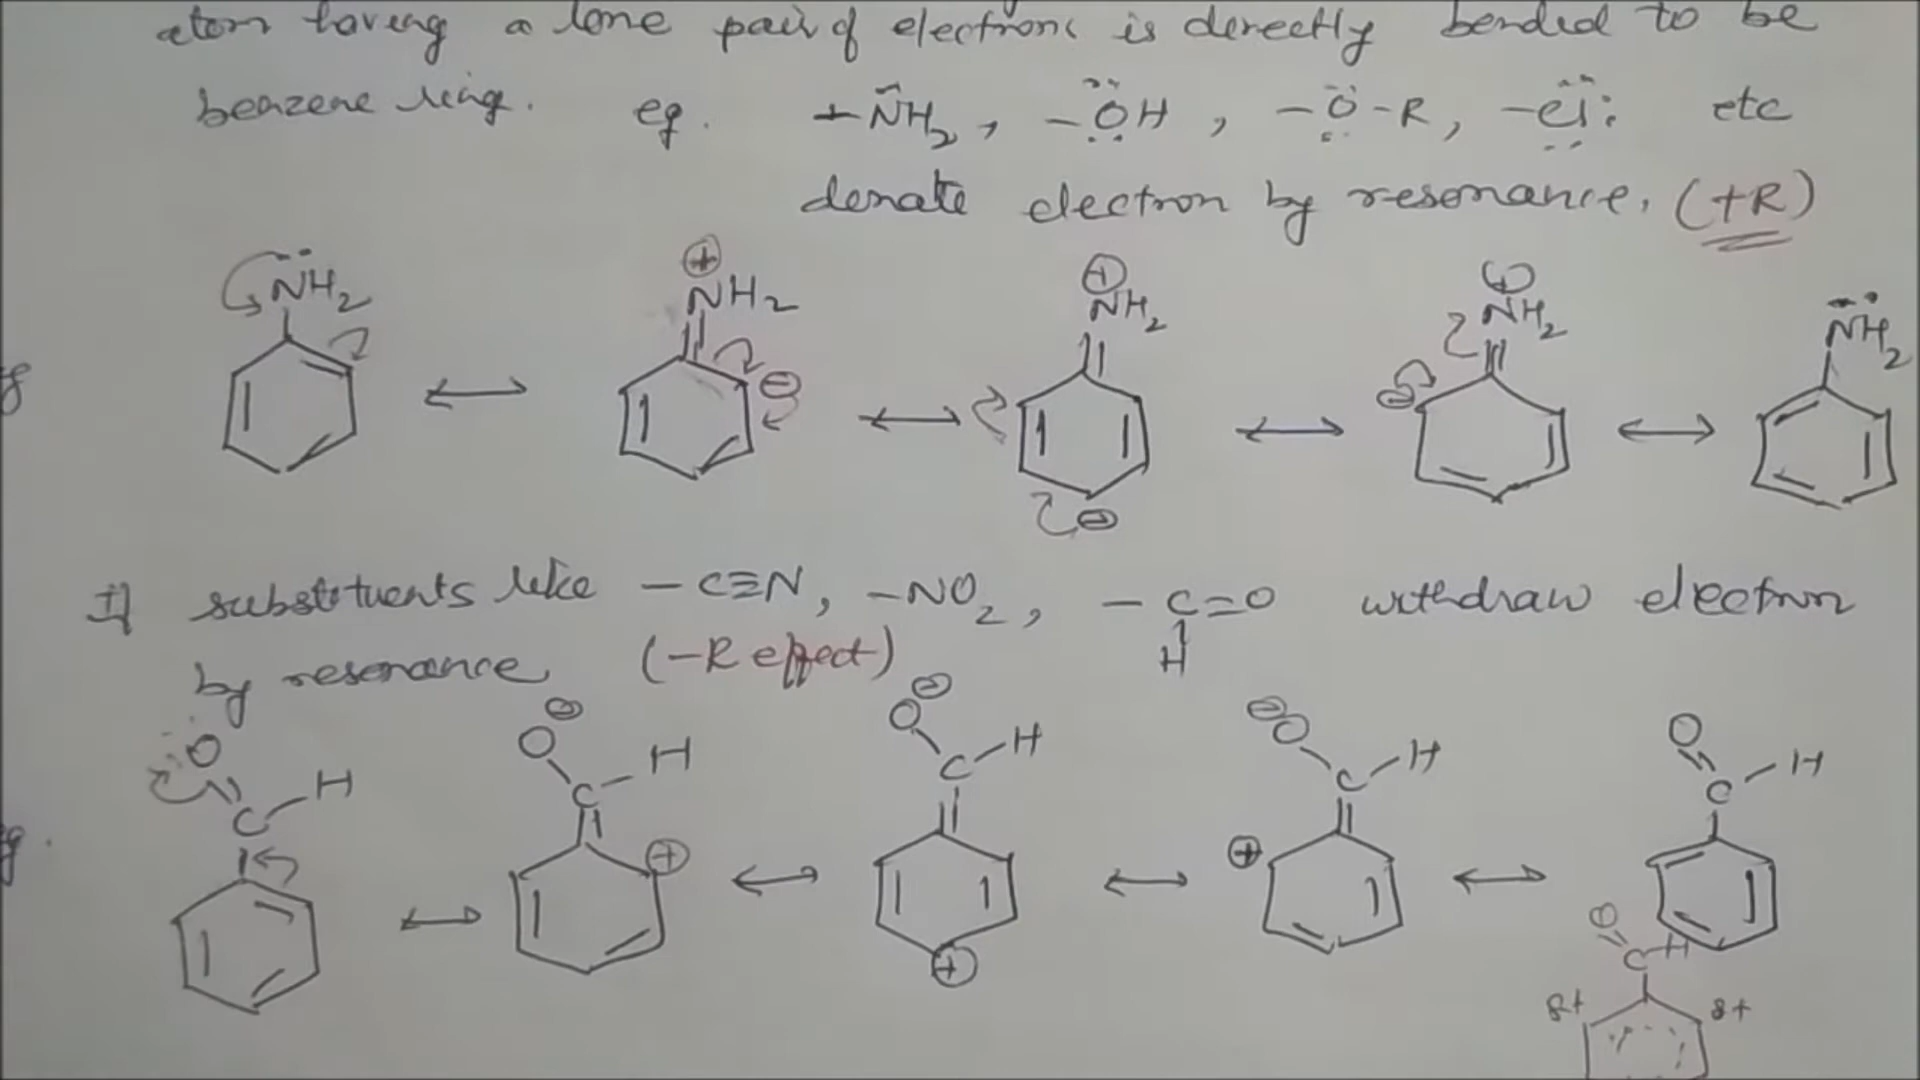 atom having a lone pair of electrons is directly bonded to be
benzene ring. eg. -NH2, -OH, -O-R, -Cl: etc
donate electron by resonance. (+R)
NH2 ⊕NH2 ⊕NH2 NH2 NH2
⊖ ⊖ ⊖
II substituents like -C≡N, -NO2, -C=O withdraw electron
H
by resonance (-R effect)
⊖ ⊖ ⊖
O O O O O
H H H H H
C C C C C
⊕ ⊕ ⊕
O
C-H
δ+ δ+